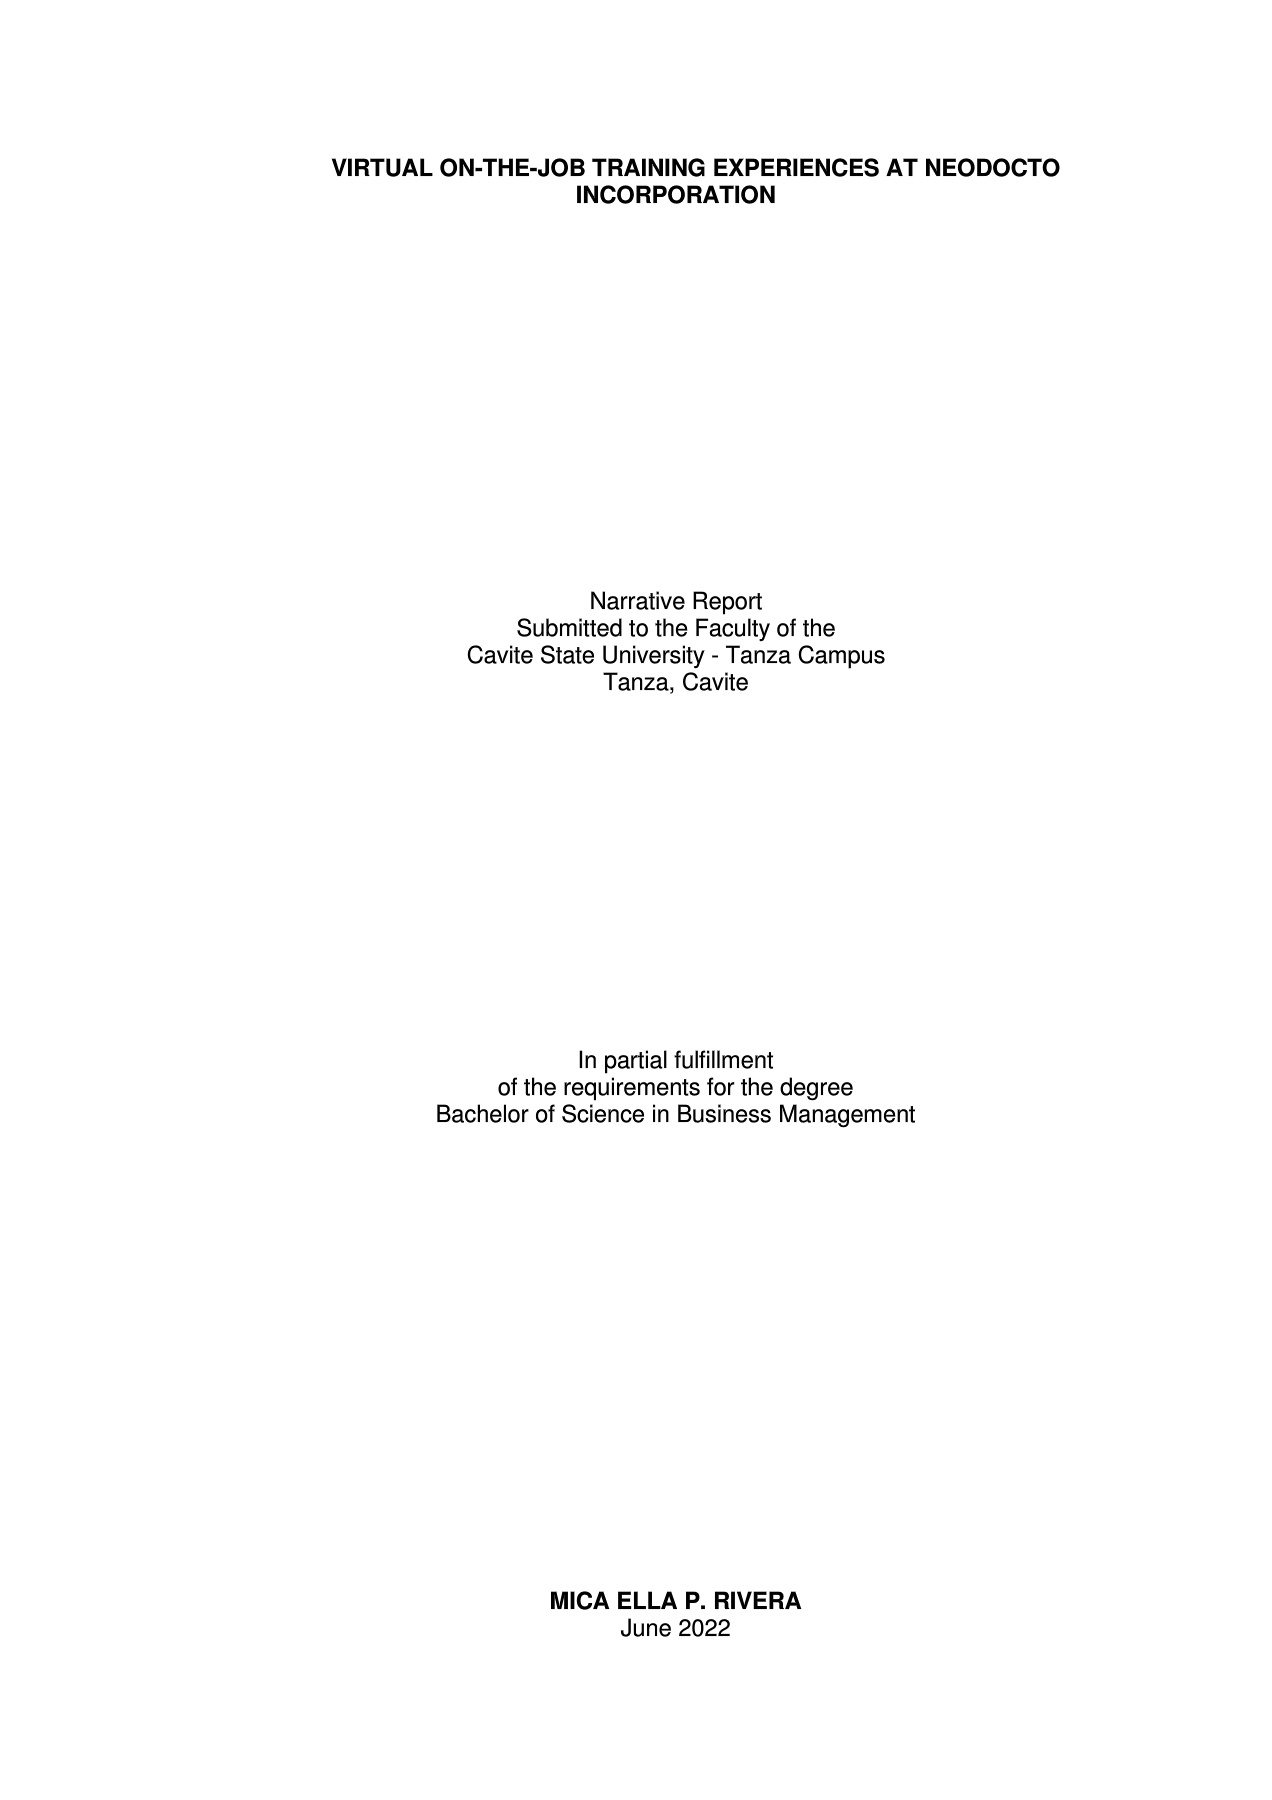 VIRTUAL ON-THE-JOB TRAINING EXPERIENCES AT NEODOCTO
INCORPORATION
Narrative Report
Submitted to the Faculty of the
Cavite State University - Tanza Campus
Tanza, Cavite
In partial fulfillment
of the requirements for the degree
Bachelor of Science in Business Management
MICA ELLA P. RIVERA
June 2022